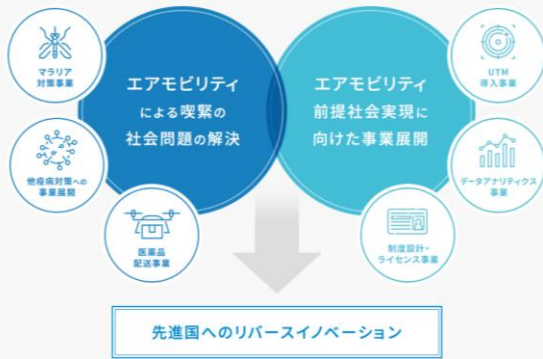 マラリア
対策事業
他疫病対策への
事業展開
医薬品
配送事業
エアモビリティ
による喫緊の
社会問題の解決
エアモビリティ
前提社会実現に
向けた事業展開
UTM
導入事業
データアナリティクス
事業
制度設計・
ライセンス事業
先進国へのリバースイノベーション